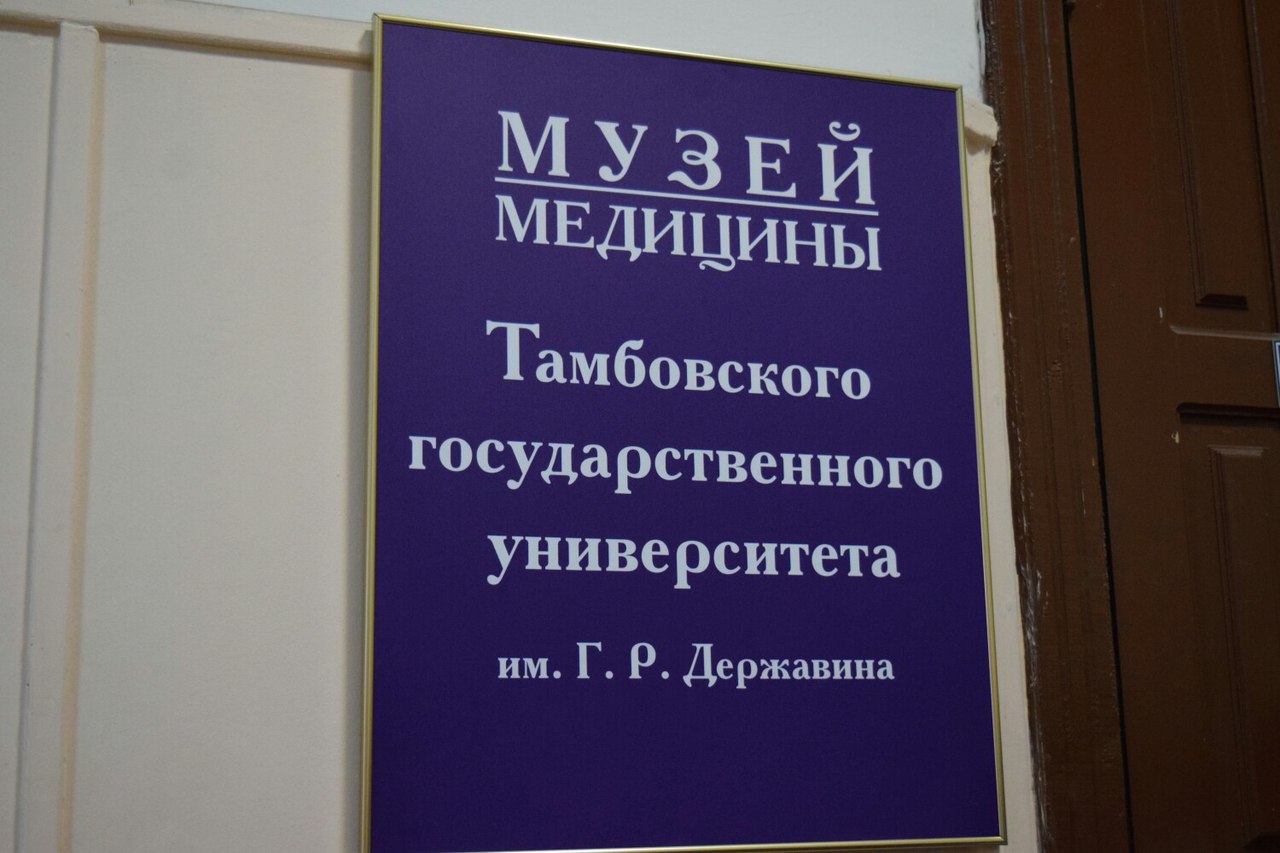 МУЗЕЙ
МЕДИЦИНЫ
Тамбовского
государственного
университета
им. Г. Р. Державина